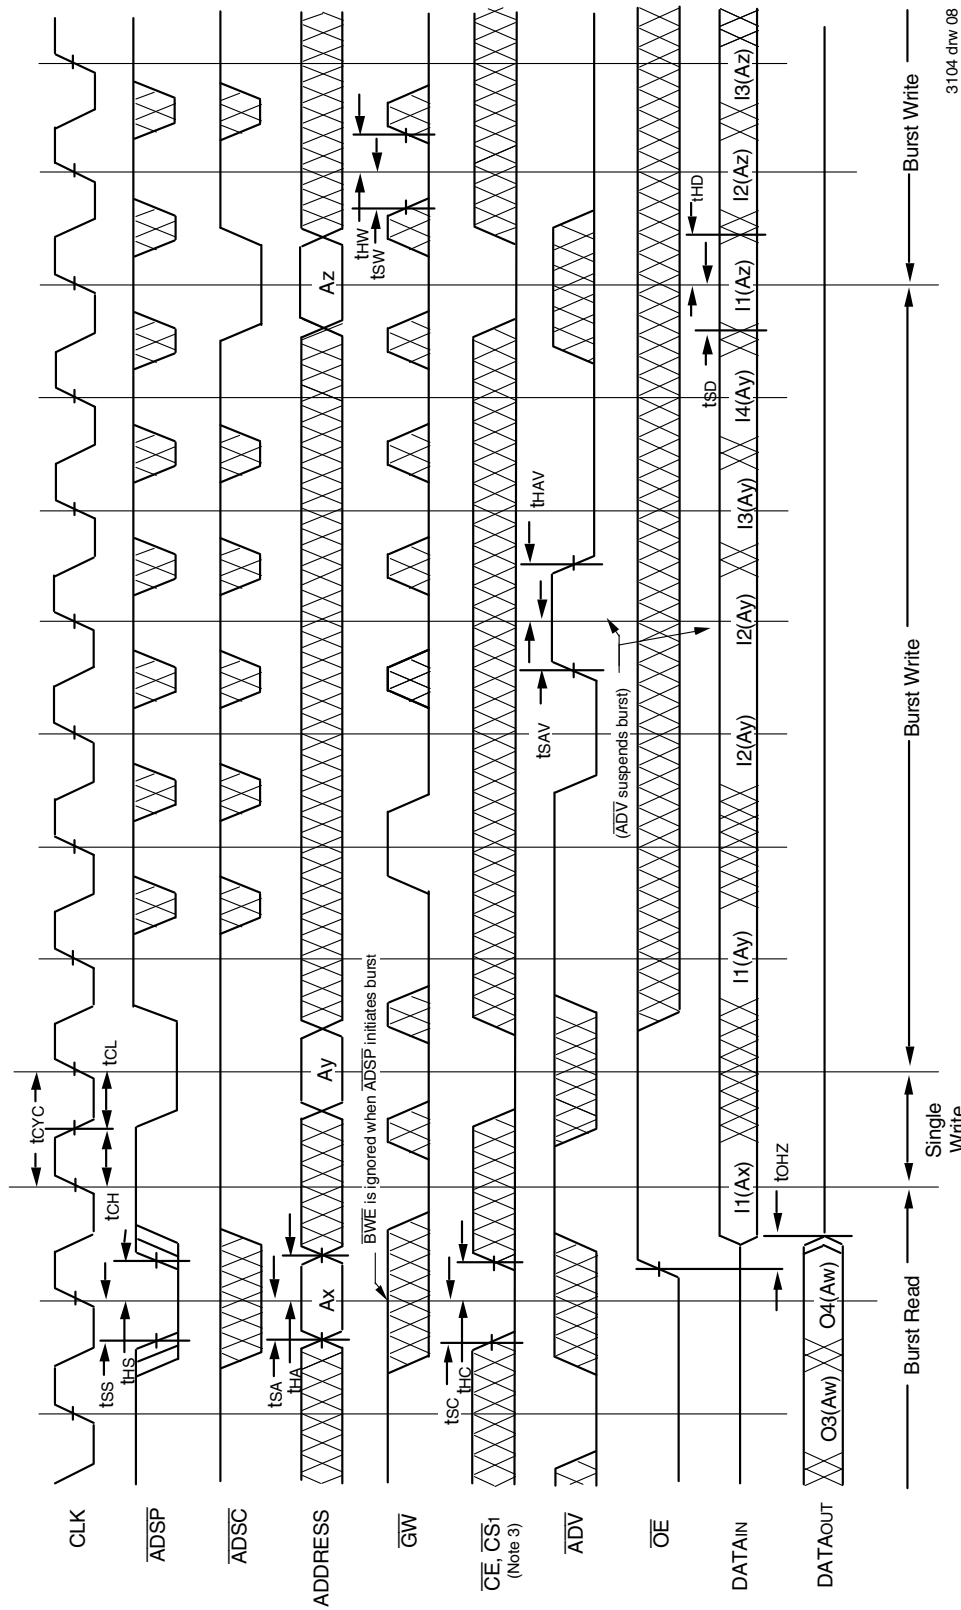 CLK
tCYC
tCH
tCL
ADSP
tSS
tHS
ADSC
ADDRESS
tSA
tHA
Ax
Ay
Az
GW
BWE is ignored when ADSP initiates burst
tHW
tSW
CE, CS1
(Note 3)
tSC
tHC
ADV
tSAV
tHAV
(ADV suspends burst)
OE
DATAIN
I1(Ax)
I1(Ay)
I2(Ay)
I2(Ay)
I3(Ay)
I4(Ay)
I1(Az)
I2(Az)
I3(Az)
tSD
tHD
tOHZ
DATAOUT
O3(Aw)
O4(Aw)
Burst Read
Single
Write
Burst Write
Burst Write
3104 drw 08